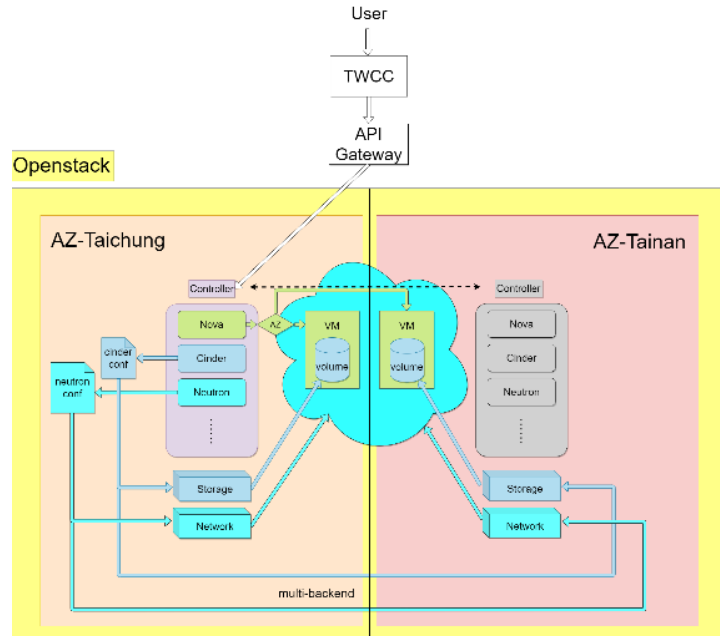 User
TWCC
API
Gateway
Openstack
AZ-Taichung
AZ-Tainan
Controller
Controller
Nova
AZ
VM
VM
Nova
cinder
conf
Cinder
volume
volume
Cinder
neutron
conf
Neutron
Neutron
Storage
Storage
Network
Network
multi-backend